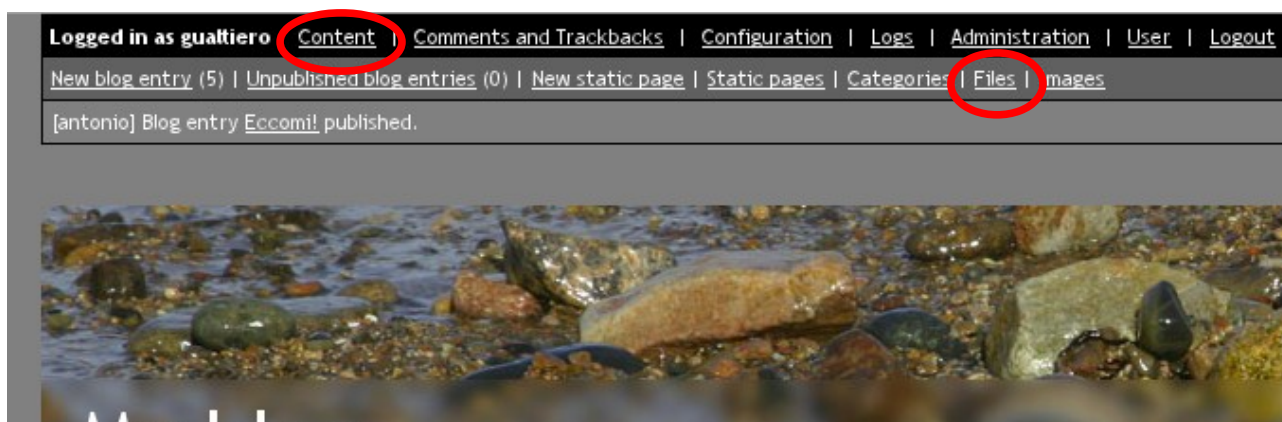 Logged in as gualtiero Content | Comments and Trackbacks | Configuration | Logs | Administration | User | Logout
New blog entry (5) | Unpublished blog entries (0) | New static page | Static pages | Categories | Files | Images
[antonio] Blog entry Eccomi! published.